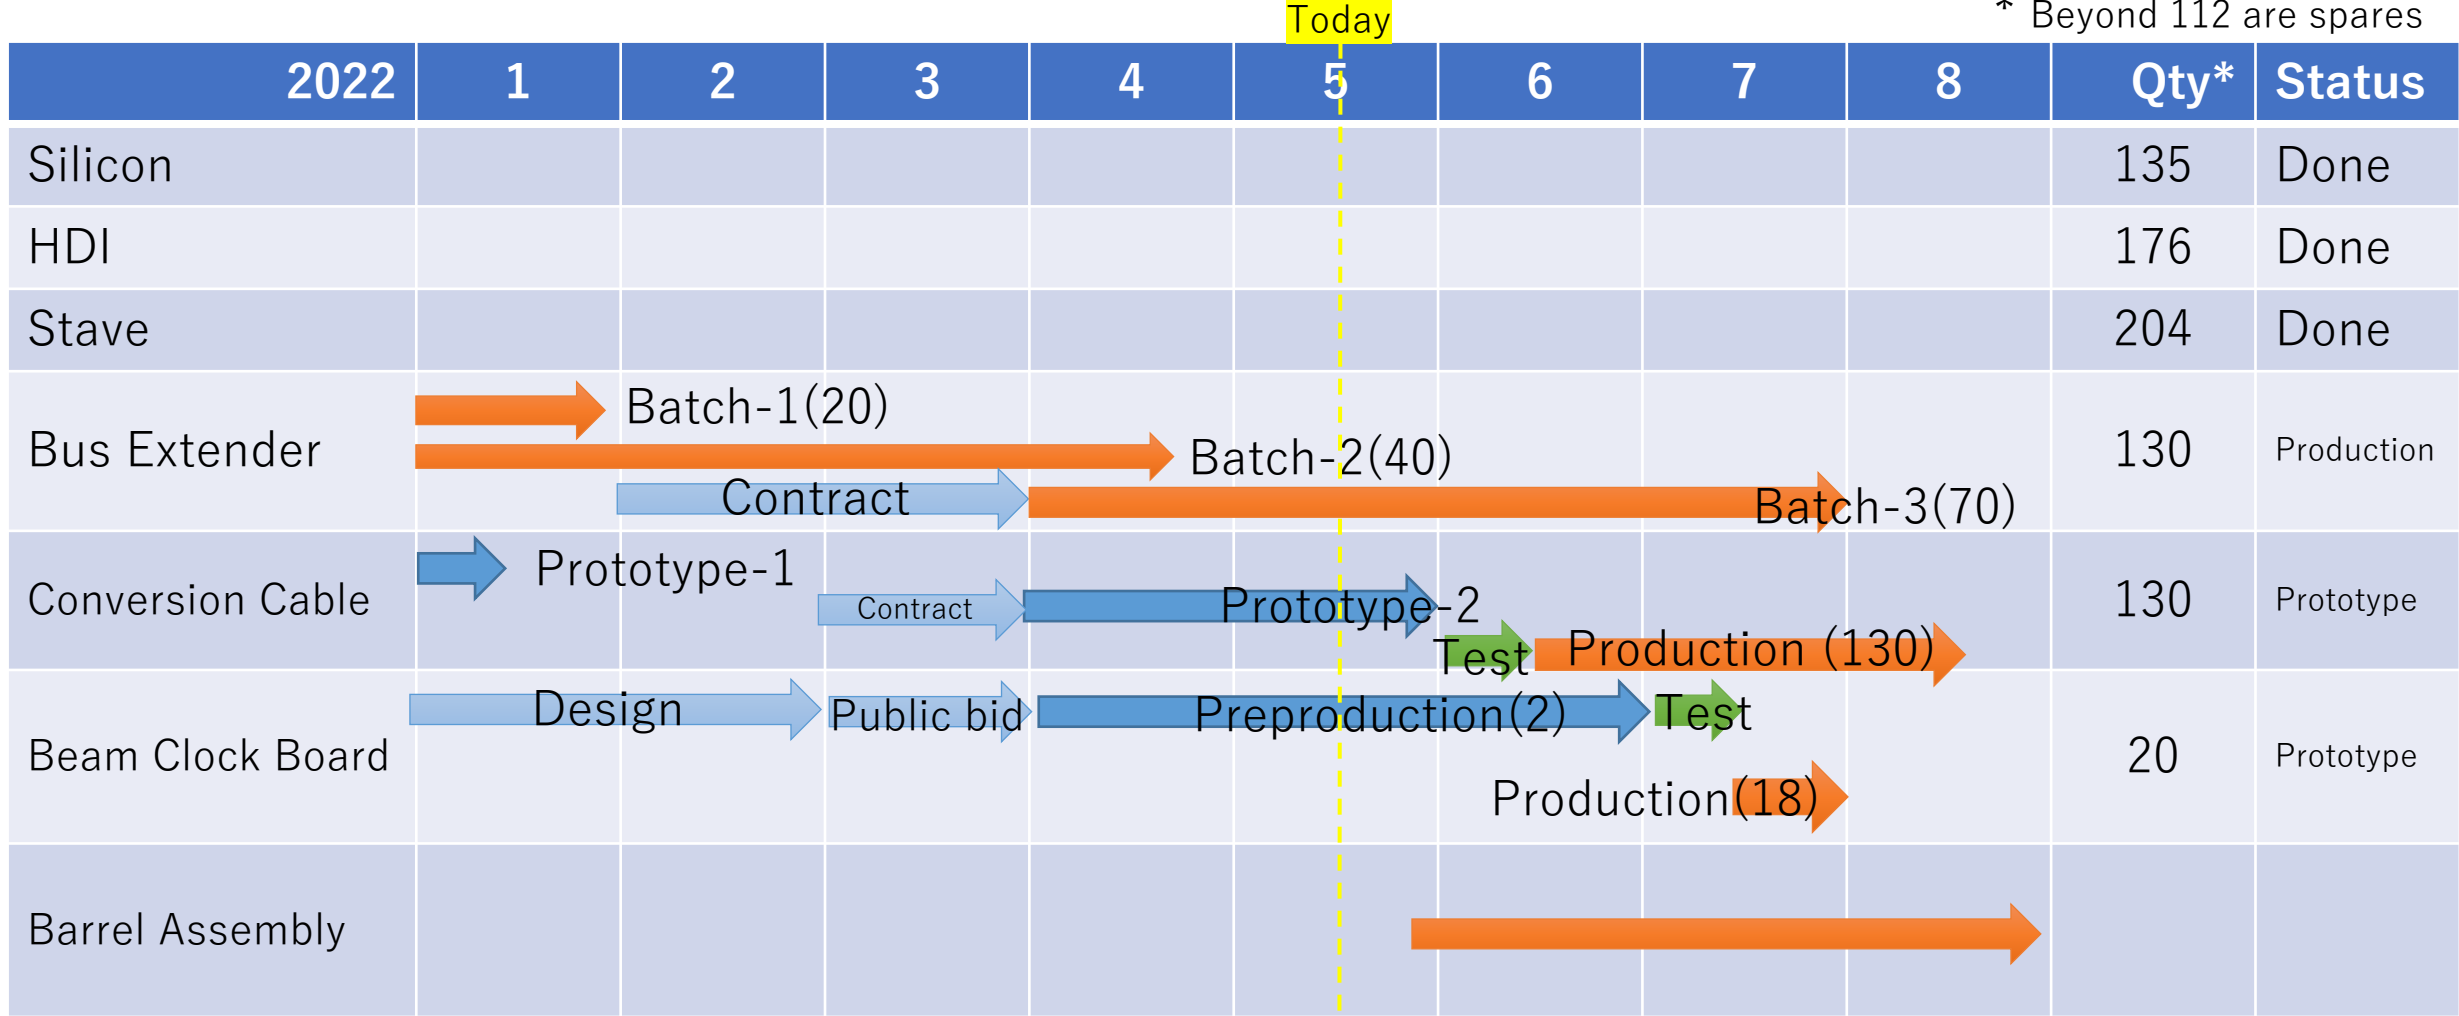 Today
* Beyond 112 are spares
2022 1 2 3 4 5 6 7 8 Qty* Status
Silicon 135 Done
HDI 176 Done
Stave 204 Done
Batch-1(20)
Bus Extender Batch-2(40) 130 Production
Contract Batch-3(70)
Prototype-1
Conversion Cable Contract Prototype-2 130 Prototype
Test Production (130)
Design Public bid Preproduction(2) Test
Beam Clock Board 20 Prototype
Production(18)
Barrel Assembly